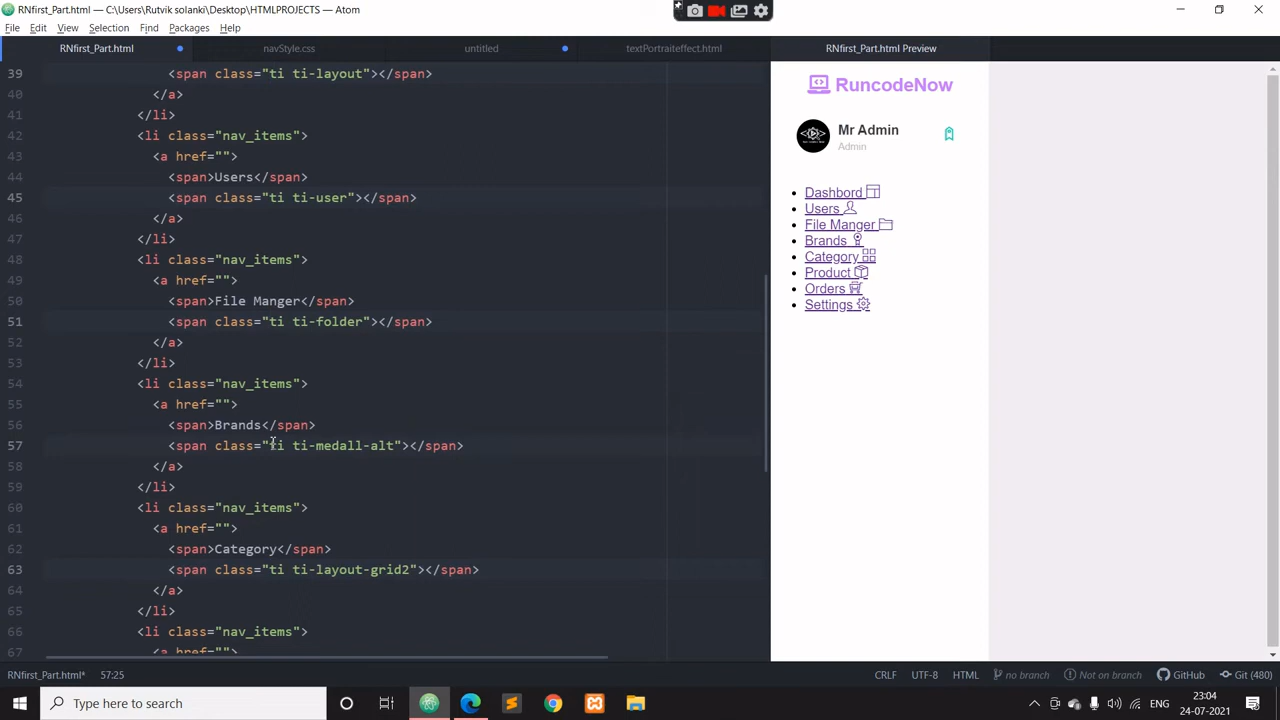 RNfirst_Part.html — C:\Users\Rutvik solanki\Desktop\HTMLPROJECTS — Atom
File Edit View Selection Find Packages Help
RNfirst_Part.html navStyle.css untitled textPortraiteffect.html RNfirst_Part.html Preview
39 <span class="ti ti-layout"></span>
40 </a>
41 </li>
42 <li class="nav_items">
43 <a href="">
44 <span>Users</span>
45 <span class="ti ti-user"></span>
46 </a>
47 </li>
48 <li class="nav_items">
49 <a href="">
50 <span>File Manger</span>
51 <span class="ti ti-folder"></span>
52 </a>
53 </li>
54 <li class="nav_items">
55 <a href="">
56 <span>Brands</span>
57 <span class="ti ti-medall-alt"></span>
58 </a>
59 </li>
60 <li class="nav_items">
61 <a href="">
62 <span>Category</span>
63 <span class="ti ti-layout-grid2"></span>
64 </a>
65 </li>
66 <li class="nav_items">
67 <a href="">
RuncodeNow
Mr Admin
Admin
Dashbord
Users
File Manger
Brands
Category
Product
Orders
Settings
RNfirst_Part.html* 57:25 CRLF UTF-8 HTML no branch Not on branch GitHub Git (480)
Type here to search
ENG
23:04
24-07-2021